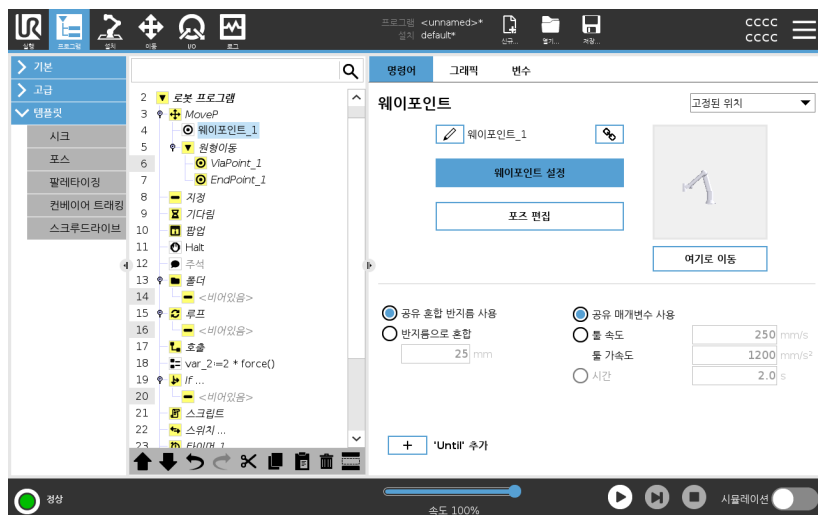 UR
실행 프로그램 설치 이동 I/O 로그
프로그램 <unnamed>*
설치 default*
신규... 열기... 저장...
cccc
cccc
기본
고급
템플릿
시크
포스
팔레타이징
컨베이어 트래킹
스크루드라이브
2 로봇 프로그램
3 MoveP
4 웨이포인트_1
5 원형이동
6 ViaPoint_1
7 EndPoint_1
8 지정
9 기다림
10 팝업
11 Halt
12 주석
13 폴더
14 <비어있음>
15 루프
16 <비어있음>
17 호출
18 var_2≔2 * force()
19 If ...
20 <비어있음>
21 스크립트
22 스위치 ...
23 타이머_1
명령어 그래픽 변수
웨이포인트
고정된 위치
웨이포인트_1
웨이포인트 설정
포즈 편집
여기로 이동
공유 혼합 반지름 사용
반지름으로 혼합
25 mm
공유 매개변수 사용
툴 속도 250 mm/s
툴 가속도 1200 mm/s²
시간 2.0 s
+ 'Until' 추가
정상
속도 100%
시뮬레이션